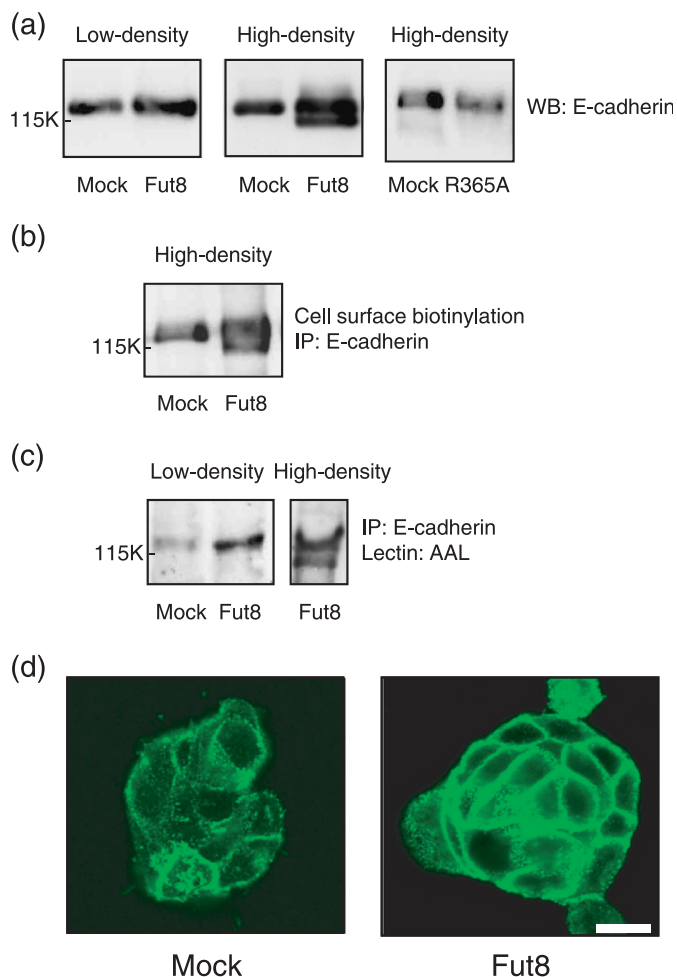 (a)
Low-density High-density High-density
115K
WB: E-cadherin
Mock Fut8 Mock Fut8 Mock R365A
(b)
High-density
115K
Cell surface biotinylation
IP: E-cadherin
Mock Fut8
(c)
Low-density High-density
115K
IP: E-cadherin
Lectin: AAL
Mock Fut8 Fut8
(d)
Mock Fut8